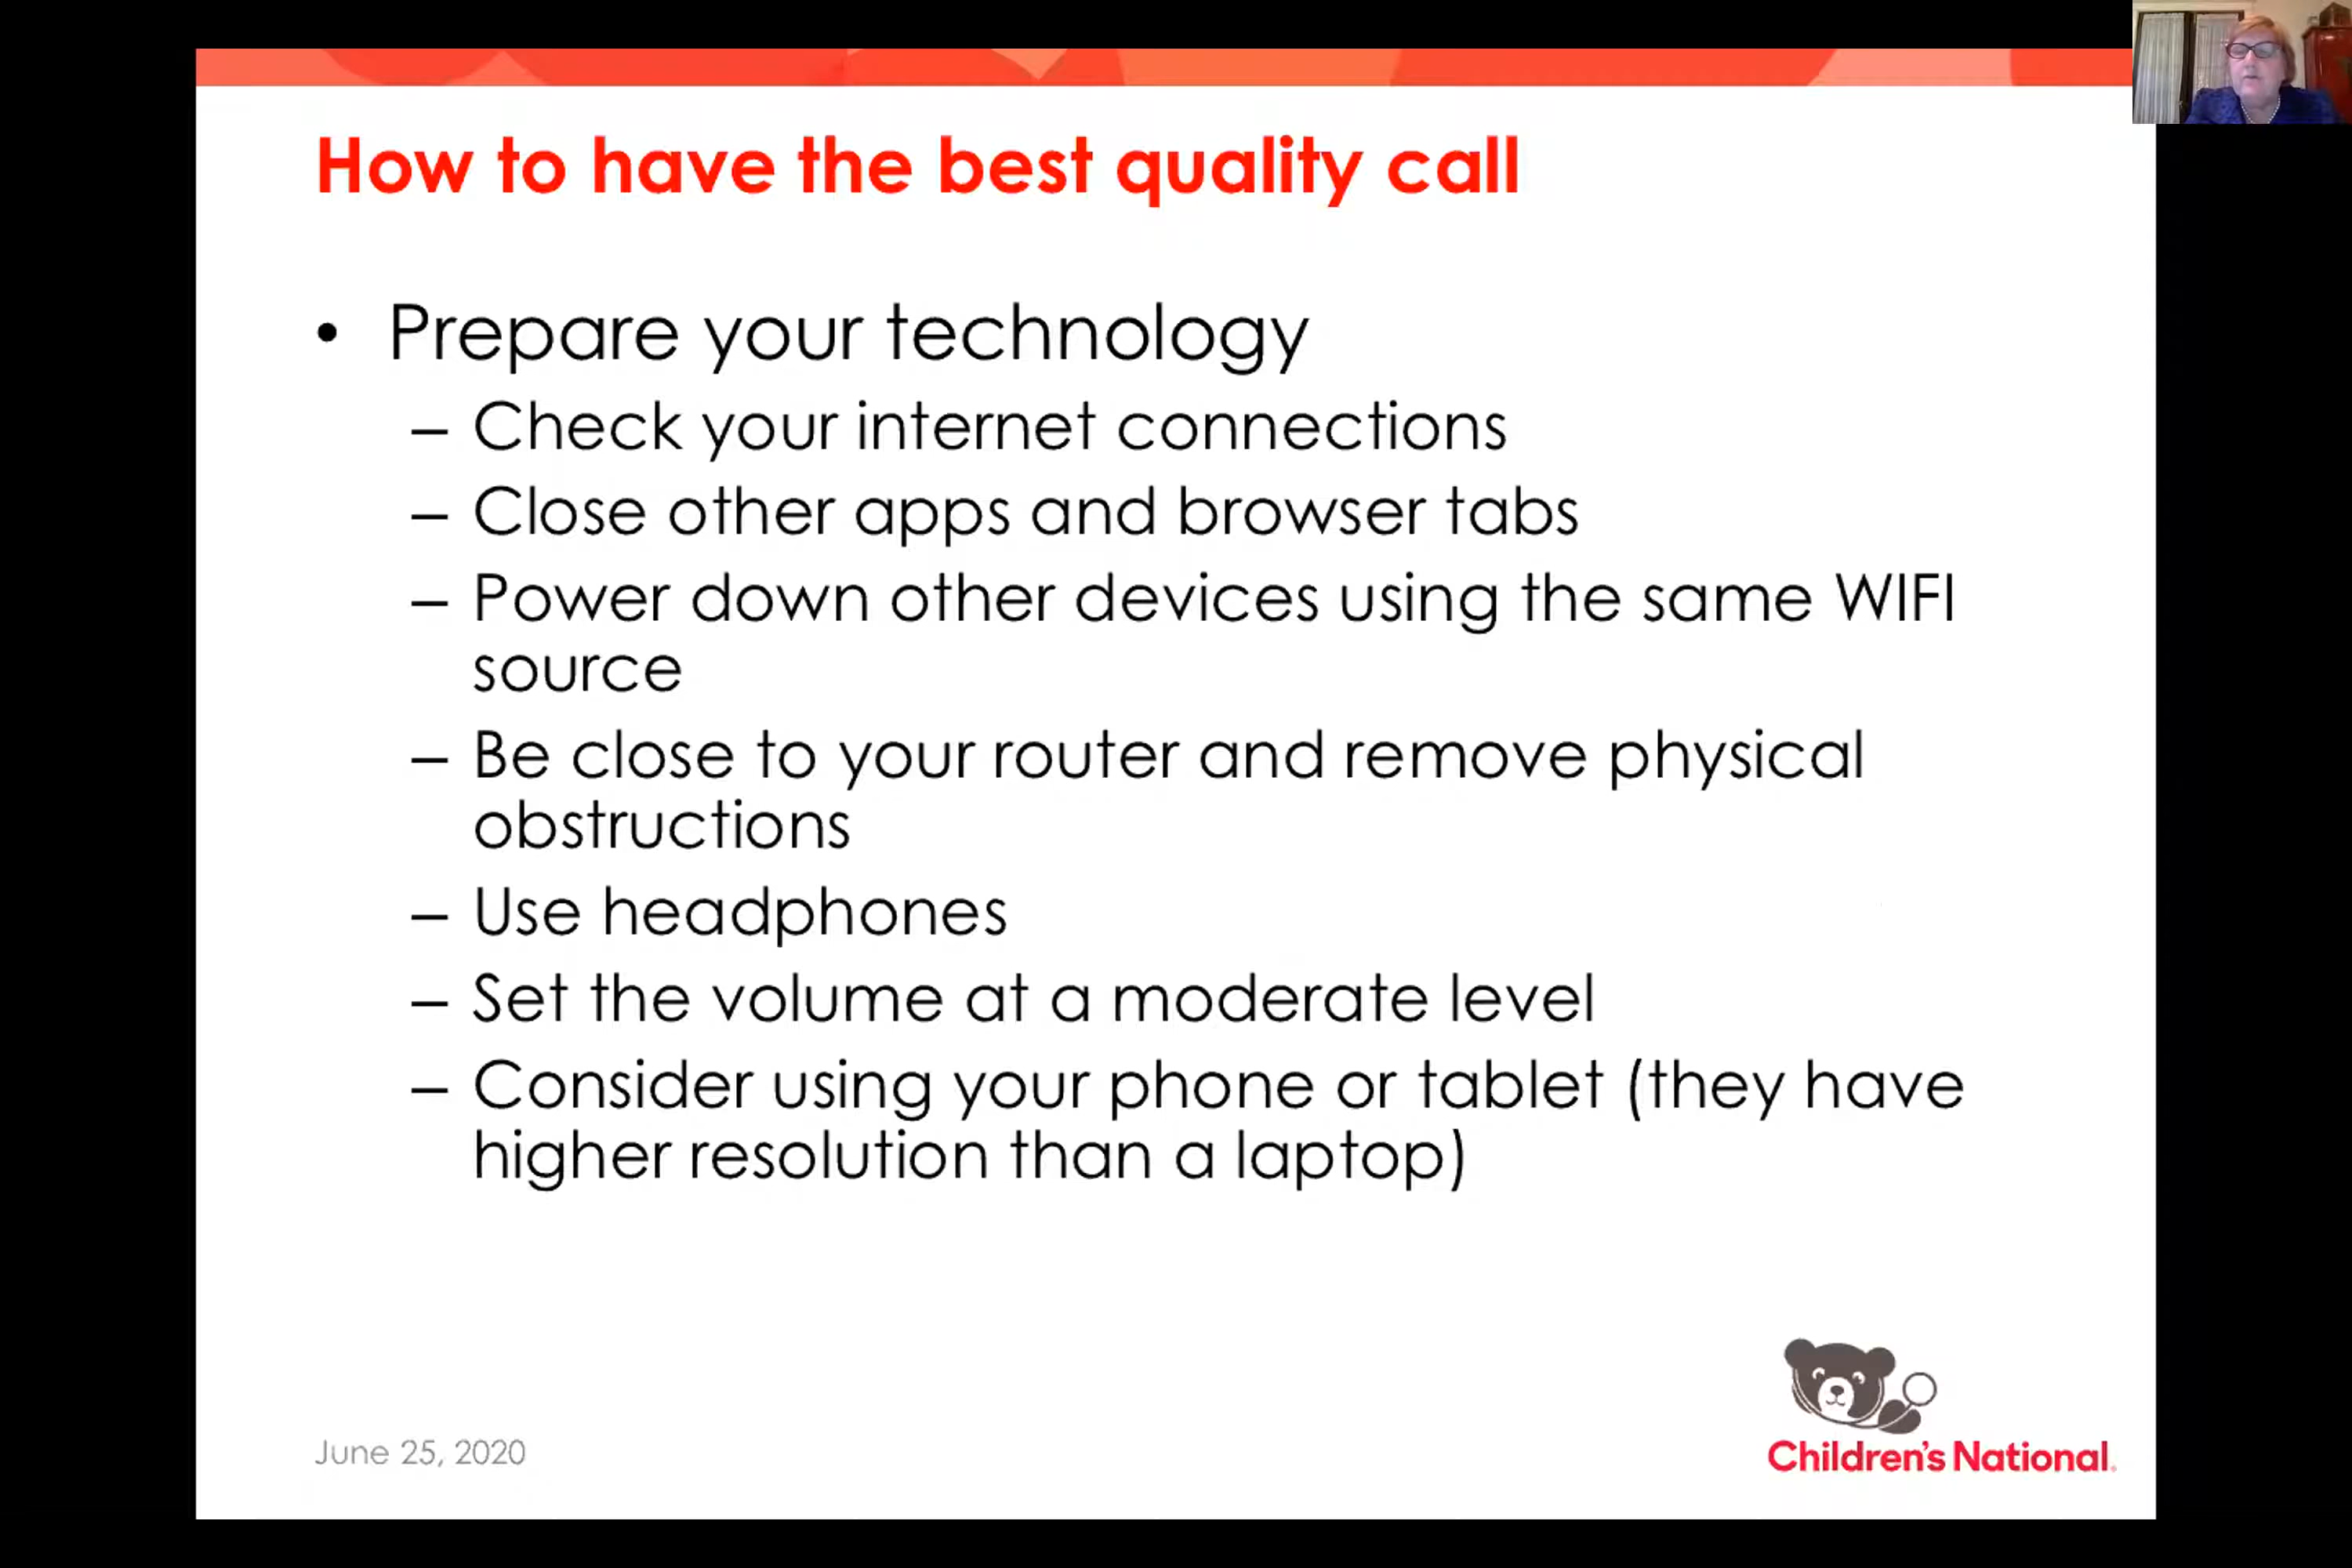 How to have the best quality call
• Prepare your technology
– Check your internet connections
– Close other apps and browser tabs
– Power down other devices using the same WIFI
source
– Be close to your router and remove physical
obstructions
– Use headphones
– Set the volume at a moderate level
– Consider using your phone or tablet (they have
higher resolution than a laptop)
June 25, 2020
Children's National.